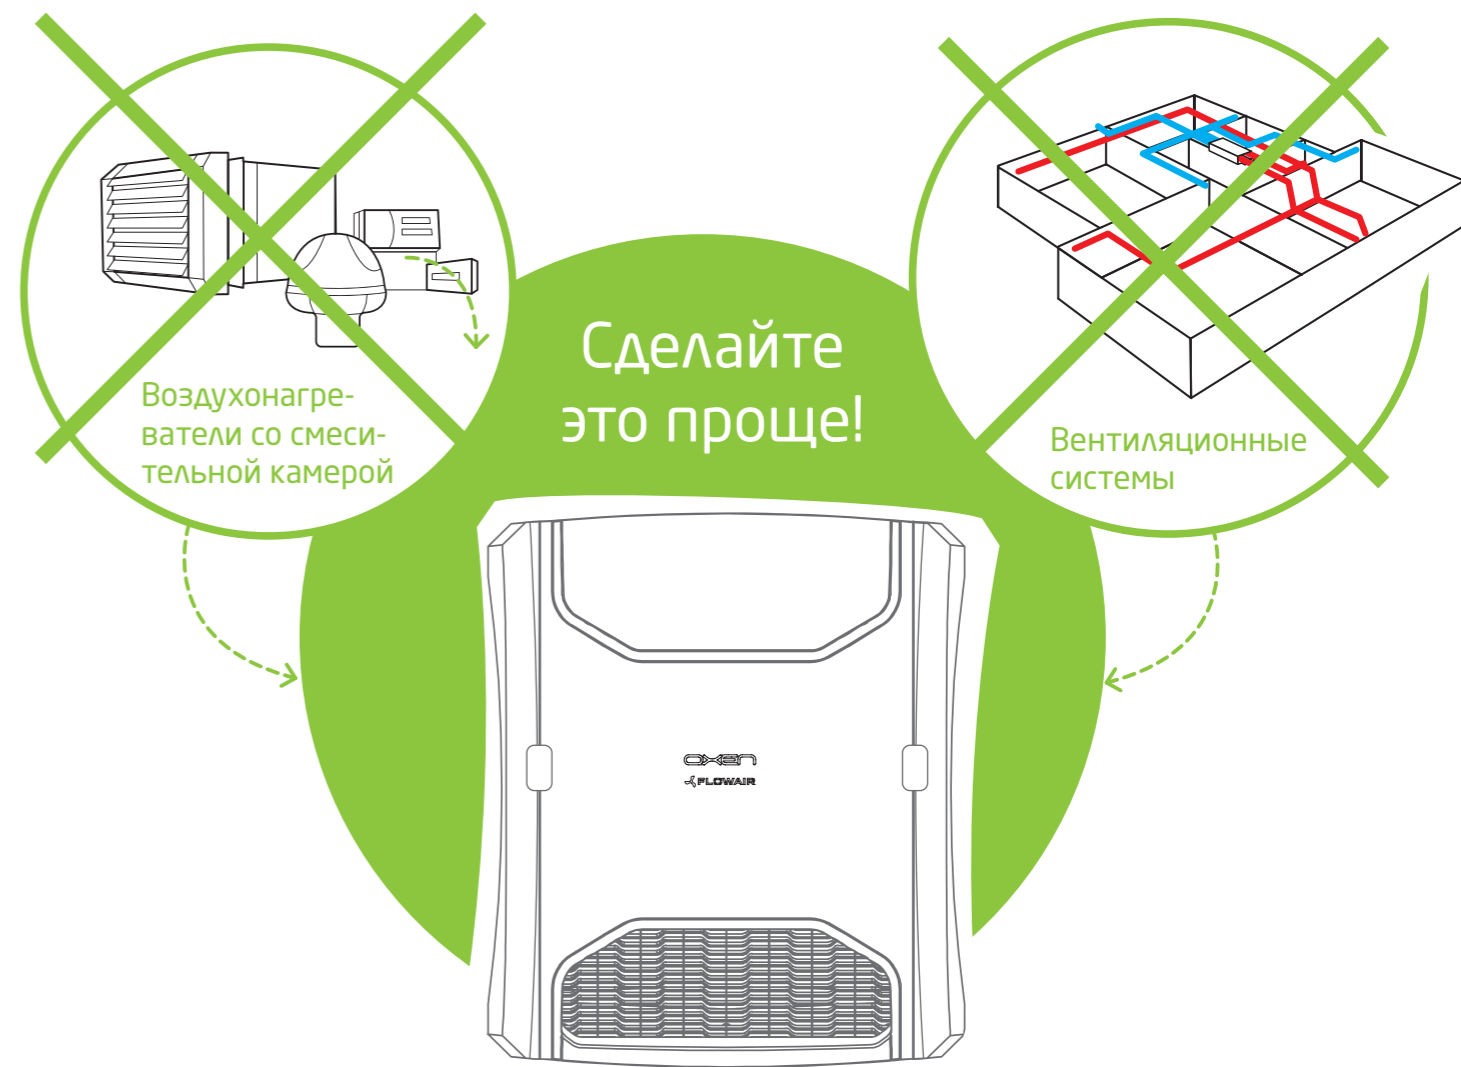 Сделайте
это проще!
Воздухонагре-
ватели со смеси-
тельной камерой
Вентиляционные
системы
OXEN
FLOWAIR